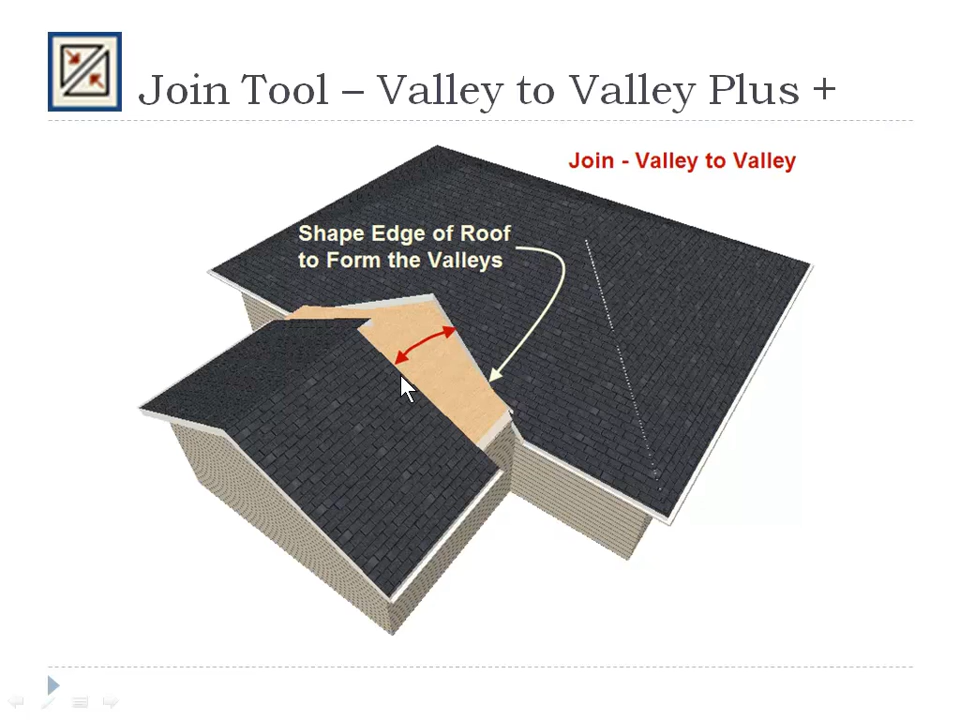 Join Tool – Valley to Valley Plus +
Join - Valley to Valley
Shape Edge of Roof
to Form the Valleys